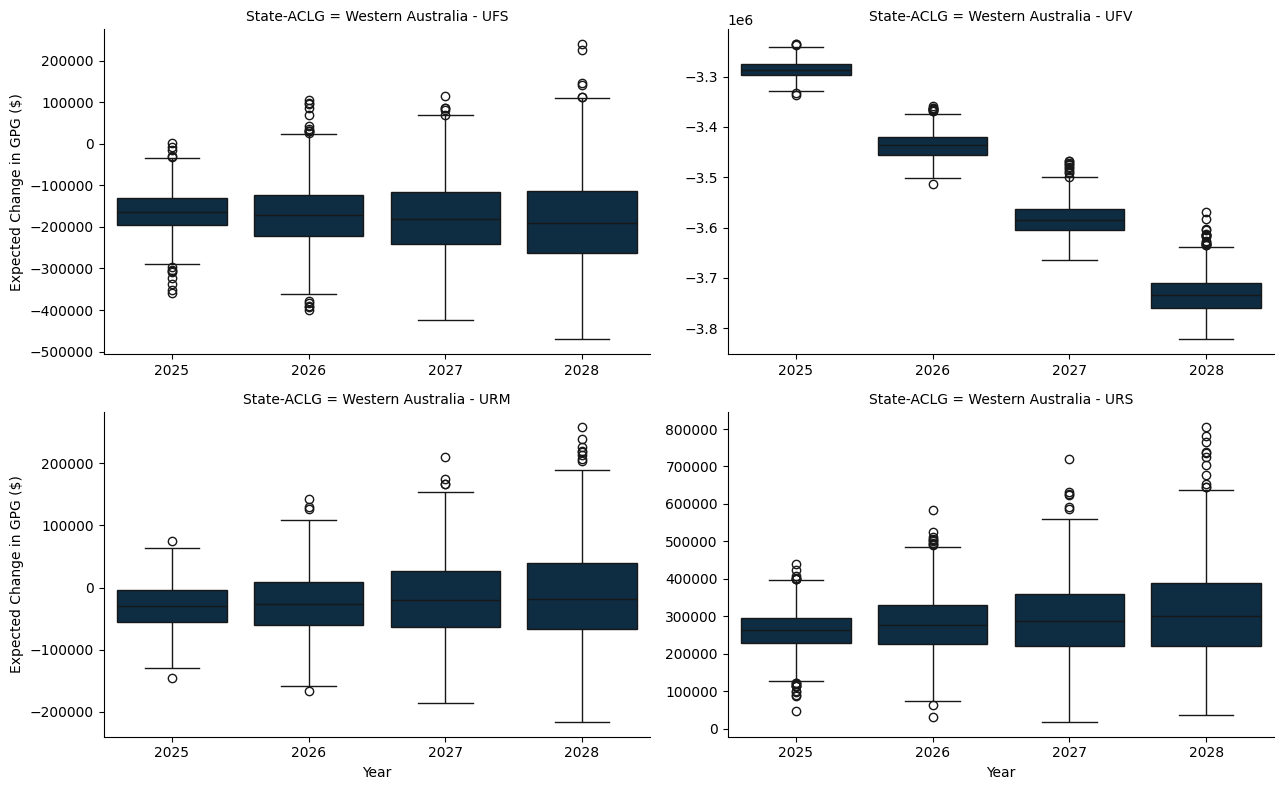 State-ACLG = Western Australia - UFS
Expected Change in GPG ($)
200000
100000
0
−100000
−200000
−300000
−400000
−500000
2025 2026 2027 2028
State-ACLG = Western Australia - UFV
1e6
−3.3
−3.4
−3.5
−3.6
−3.7
−3.8
2025 2026 2027 2028
State-ACLG = Western Australia - URM
Expected Change in GPG ($)
200000
100000
0
−100000
−200000
2025 2026 2027 2028
Year
State-ACLG = Western Australia - URS
800000
700000
600000
500000
400000
300000
200000
100000
0
2025 2026 2027 2028
Year